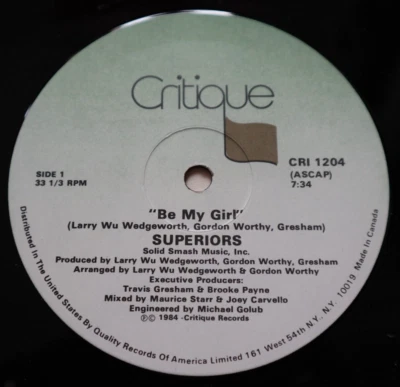 Critique
SIDE 1
33 1/3 RPM
CRI 1204
(ASCAP)
7:34
"Be My Girl"
(Larry Wu Wedgeworth, Gordon Worthy, Gresham)
SUPERIORS
Solid Smash Music, Inc.
Produced by Larry Wu Wedgeworth, Gordon Worthy, Gresham
Arranged by Larry Wu Wedgeworth & Gordon Worthy
Executive Producers:
Travis Gresham & Brooke Payne
Mixed by Maurice Starr & Joey Carvello
Engineered by Michael Golub
℗© 1984 -Critique Records
Distributed In The United States By Quality Records Of America Limited 161 West 54th N.Y. N.Y. 10019 Made In Canada